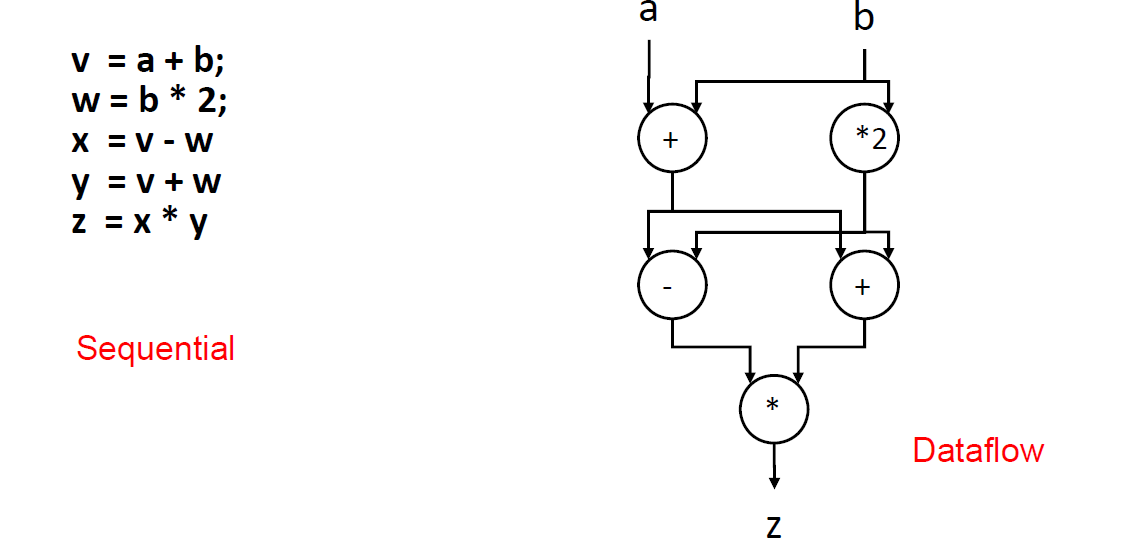 v = a + b;
w = b * 2;
x = v - w
y = v + w
z = x * y
Sequential
a
b
+
*2
-
+
*
Dataflow
z